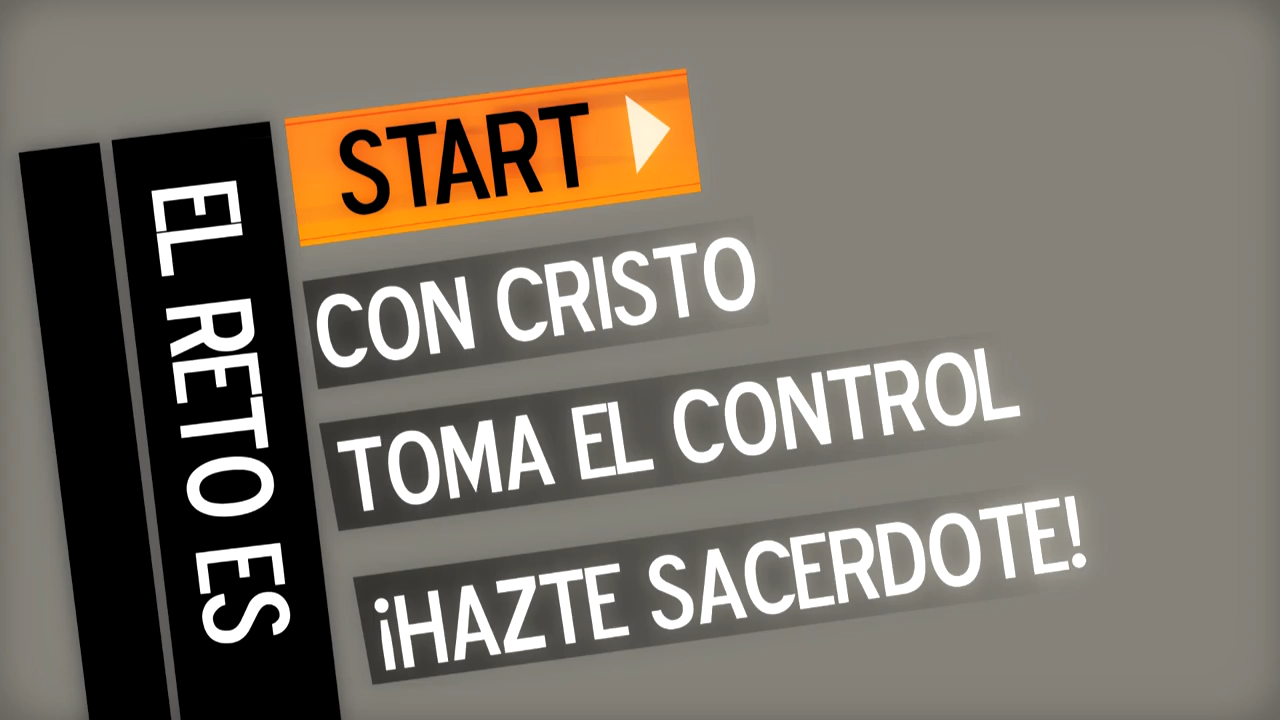 EL RETO ES
START
CON CRISTO
TOMA EL CONTROL
¡HAZTE SACERDOTE!